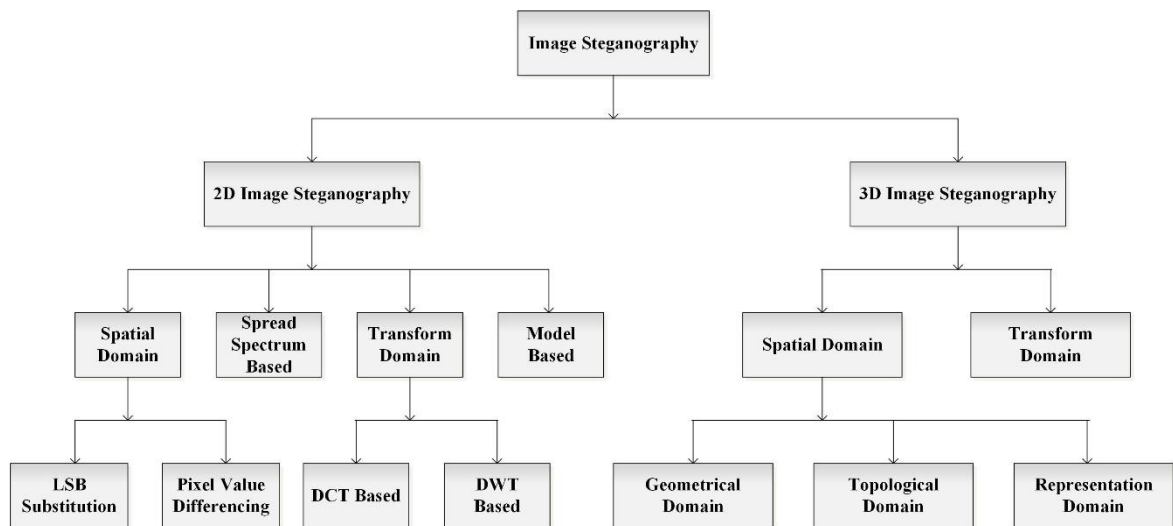 Image Steganography
2D Image Steganography
3D Image Steganography
Spatial
Domain
Spread
Spectrum
Based
Transform
Domain
Model
Based
Spatial Domain
Transform
Domain
LSB
Substitution
Pixel Value
Differencing
DCT Based
DWT
Based
Geometrical
Domain
Topological
Domain
Representation
Domain